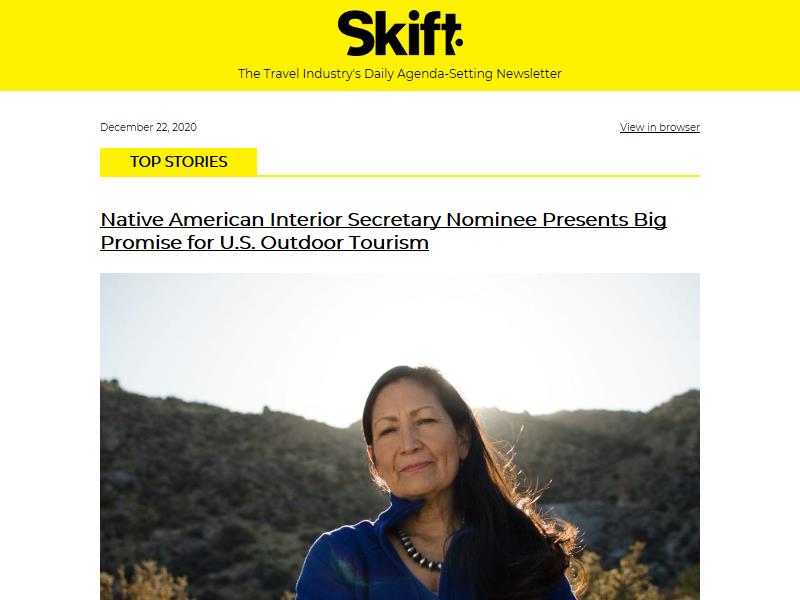 Skift
The Travel Industry's Daily Agenda-Setting Newsletter
December 22, 2020
View in browser
TOP STORIES
Native American Interior Secretary Nominee Presents Big
Promise for U.S. Outdoor Tourism